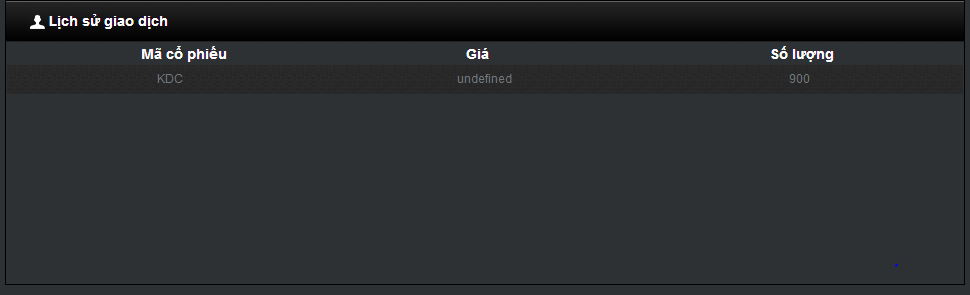 Lịch sử giao dịch
Mã cổ phiếu Giá Số lượng
KDC undefined 900